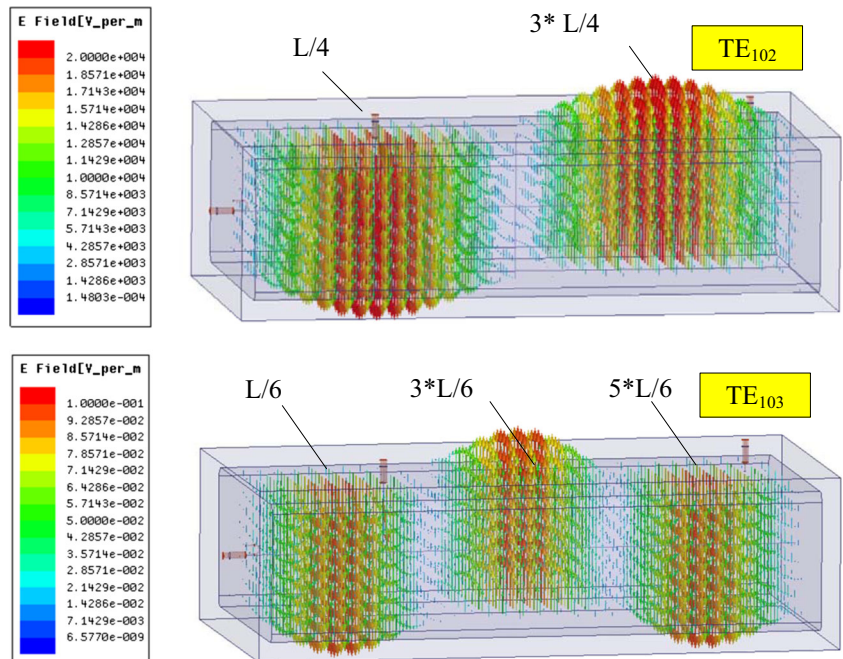 E Field[V_per_m
2.0000e+004
1.8571e+004
1.7143e+004
1.5714e+004
1.4286e+004
1.2857e+004
1.1429e+004
1.0000e+004
8.5714e+003
7.1429e+003
5.7143e+003
4.2857e+003
2.8571e+003
1.4286e+003
1.4803e-004
L/4
3* L/4
TE₁₀₂
E Field[V_per_m
1.0000e-001
9.2857e-002
8.5714e-002
7.8571e-002
7.1429e-002
6.4286e-002
5.7143e-002
5.0000e-002
4.2857e-002
3.5714e-002
2.8571e-002
2.1429e-002
1.4286e-002
7.1429e-003
6.5770e-009
L/6
3*L/6
5*L/6
TE₁₀₃